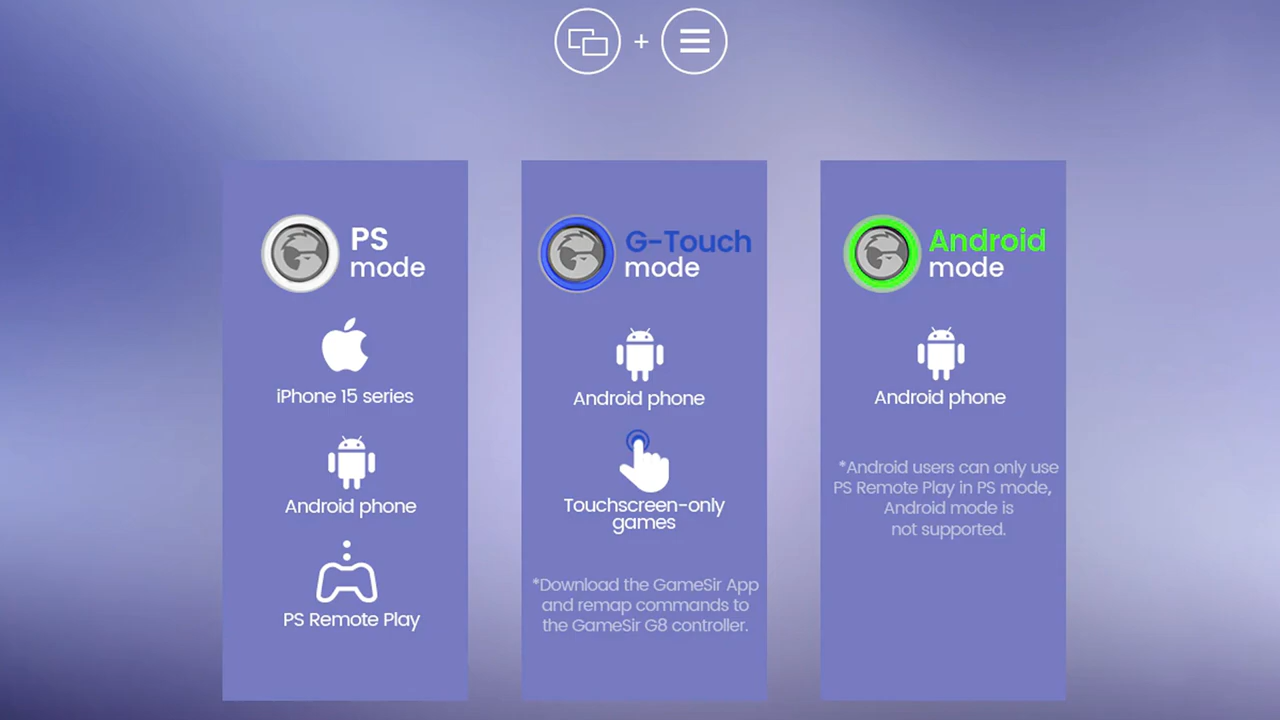 +
PS
mode
iPhone 15 series
Android phone
PS Remote Play
G-Touch
mode
Android phone
Touchscreen-only
games
*Download the GameSir App
and remap commands to
the GameSir G8 controller.
Android
mode
Android phone
*Android users can only use
PS Remote Play in PS mode,
Android mode is
not supported.